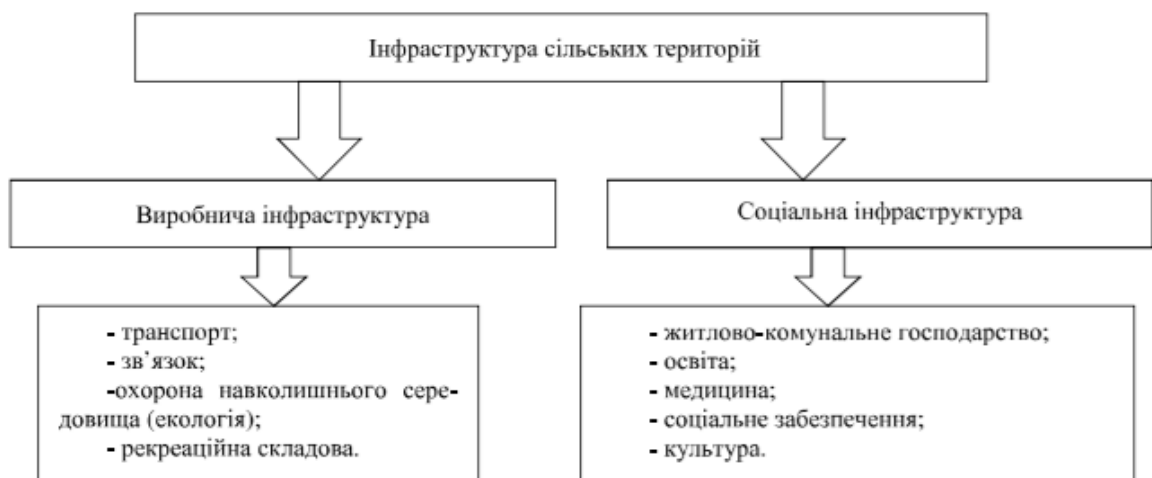 Інфраструктура сільських територій
Виробнича інфраструктура
Соціальна інфраструктура
- транспорт;
- зв’язок;
-охорона навколишнього сере-
довища (екологія);
- рекреаційна складова.
- житлово-комунальне господарство;
- освіта;
- медицина;
- соціальне забезпечення;
- культура.